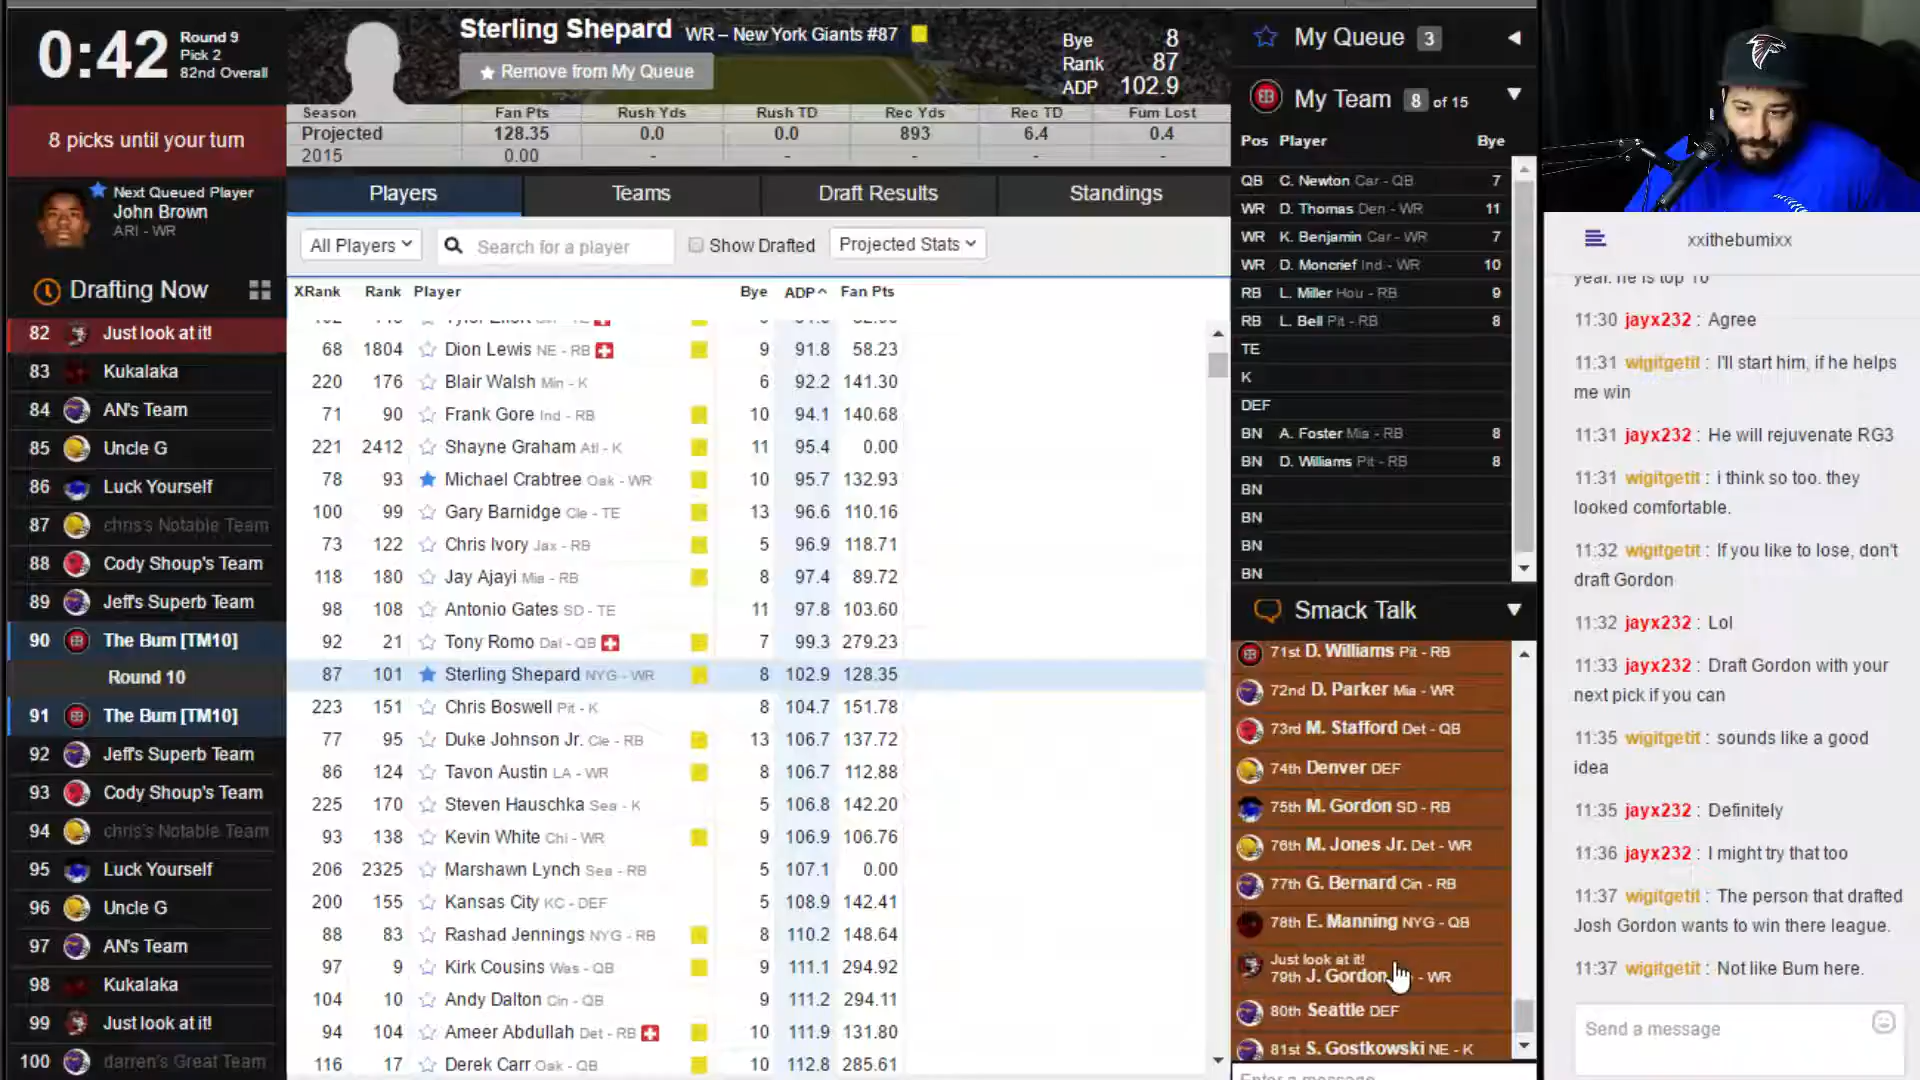 0:42
Round 9
Pick 2
82nd Overall
8 picks until your turn
Next Queued Player
John Brown
ARI - WR
Drafting Now
82 Just look at it!
83 Kukalaka
84 AN's Team
85 Uncle G
86 Luck Yourself
87 chris's Notable Team
88 Cody Shoup's Team
89 Jeff's Superb Team
90 The Bum [TM10]
Round 10
91 The Bum [TM10]
92 Jeff's Superb Team
93 Cody Shoup's Team
94 chris's Notable Team
95 Luck Yourself
96 Uncle G
97 AN's Team
98 Kukalaka
99 Just look at it!
100 darren's Great Team
Sterling Shepard WR – New York Giants #87
Remove from My Queue
Bye 8
Rank 87
ADP 102.9
Season Fan Pts Rush Yds Rush TD Rec Yds Rec TD Fum Lost
Projected 128.35 0.0 0.0 893 6.4 0.4
2015 0.00 - - - - -
Players Teams Draft Results Standings
All Players Search for a player Show Drafted Projected Stats
XRank Rank Player Bye ADP Fan Pts
68 1804 Dion Lewis NE - RB 9 91.8 58.23
220 176 Blair Walsh Min - K 6 92.2 141.30
71 90 Frank Gore Ind - RB 10 94.1 140.68
221 2412 Shayne Graham Atl - K 11 95.4 0.00
78 93 Michael Crabtree Oak - WR 10 95.7 132.93
100 99 Gary Barnidge Cle - TE 13 96.6 110.16
73 122 Chris Ivory Jax - RB 5 96.9 118.71
118 180 Jay Ajayi Mia - RB 8 97.4 89.72
98 108 Antonio Gates SD - TE 11 97.8 103.60
92 21 Tony Romo Dal - QB 7 99.3 279.23
87 101 Sterling Shepard NYG - WR 8 102.9 128.35
223 151 Chris Boswell Pit - K 8 104.7 151.78
77 95 Duke Johnson Jr. Cle - RB 13 106.7 137.72
86 124 Tavon Austin LA - WR 8 106.7 112.88
225 170 Steven Hauschka Sea - K 5 106.8 142.20
93 138 Kevin White Chi - WR 9 106.9 106.76
206 2325 Marshawn Lynch Sea - RB 5 107.1 0.00
200 155 Kansas City KC - DEF 5 108.9 142.41
88 83 Rashad Jennings NYG - RB 8 110.2 148.64
97 9 Kirk Cousins Was - QB 9 111.1 294.92
104 10 Andy Dalton Cin - QB 9 111.2 294.11
94 104 Ameer Abdullah Det - RB 10 111.9 131.80
116 17 Derek Carr Oak - QB 10 112.8 285.61
My Queue 3
My Team 8 of 15
Pos Player Bye
QB C. Newton Car - QB 7
WR D. Thomas Den - WR 11
WR K. Benjamin Car - WR 7
WR D. Moncrief Ind - WR 10
RB L. Miller Hou - RB 9
RB L. Bell Pit - RB 8
TE
K
DEF
BN A. Foster Mia - RB 8
BN D. Williams Pit - RB 8
BN
BN
BN
BN
Smack Talk
71st D. Williams Pit - RB
72nd D. Parker Mia - WR
73rd M. Stafford Det - QB
74th Denver DEF
75th M. Gordon SD - RB
76th M. Jones Jr. Det - WR
77th G. Bernard Cin - RB
78th E. Manning NYG - QB
Just look at it!
79th J. Gordon - WR
80th Seattle DEF
81st S. Gostkowski NE - K
Enter a message
xxithebumixx
year. he is top 10
11:30 jayx232 : Agree
11:31 wigitgetit : I'll start him, if he helps
me win
11:31 jayx232 : He will rejuvenate RG3
11:31 wigitgetit : i think so too. they
looked comfortable.
11:32 wigitgetit : If you like to lose, don't
draft Gordon
11:32 jayx232 : Lol
11:33 jayx232 : Draft Gordon with your
next pick if you can
11:35 wigitgetit : sounds like a good
idea
11:35 jayx232 : Definitely
11:36 jayx232 : I might try that too
11:37 wigitgetit : The person that drafted
Josh Gordon wants to win there league.
11:37 wigitgetit : Not like Bum here.
Send a message